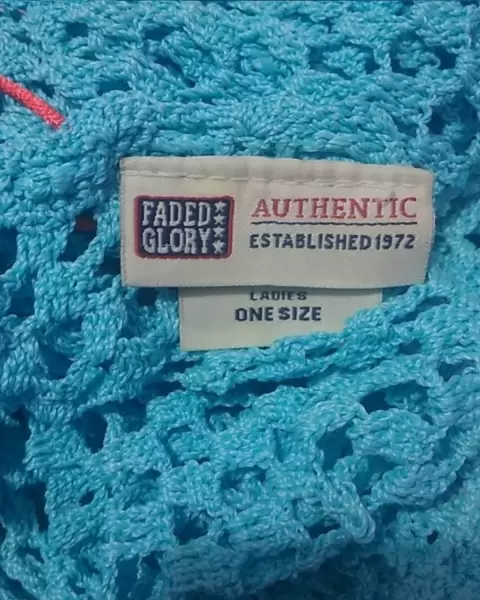 FADED
GLORY
AUTHENTIC
ESTABLISHED 1972
LADIES
ONE SIZE